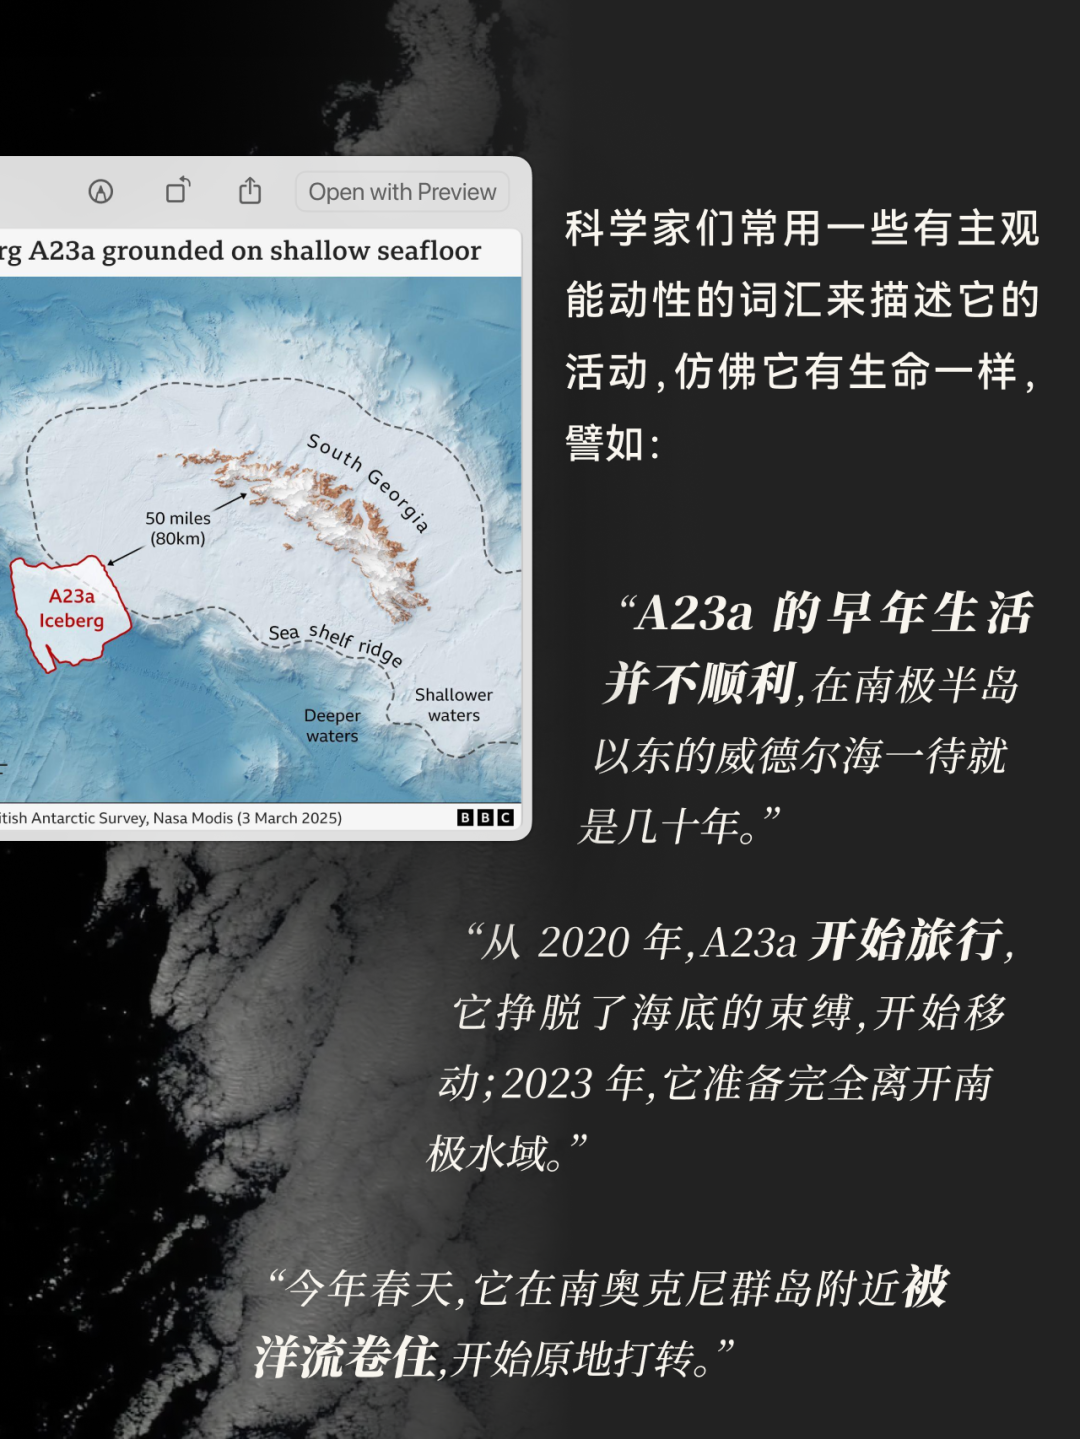 Open with Preview
rg A23a grounded on shallow seafloor
South Georgia
50 miles
(80km)
A23a
Iceberg
Sea shelf ridge
Shallower
waters
Deeper
waters
itish Antarctic Survey, Nasa Modis (3 March 2025)
BBC
科学家们常用一些有主观
能动性的词汇来描述它的
活动,仿佛它有生命一样,
譬如:
“A23a 的早年生活
并不顺利,在南极半岛
以东的威德尔海一待就
是几十年。”
“从 2020 年,A23a 开始旅行,
它挣脱了海底的束缚,开始移
动;2023 年,它准备完全离开南
极水域。”
“今年春天,它在南奥克尼群岛附近被
洋流卷住,开始原地打转。”